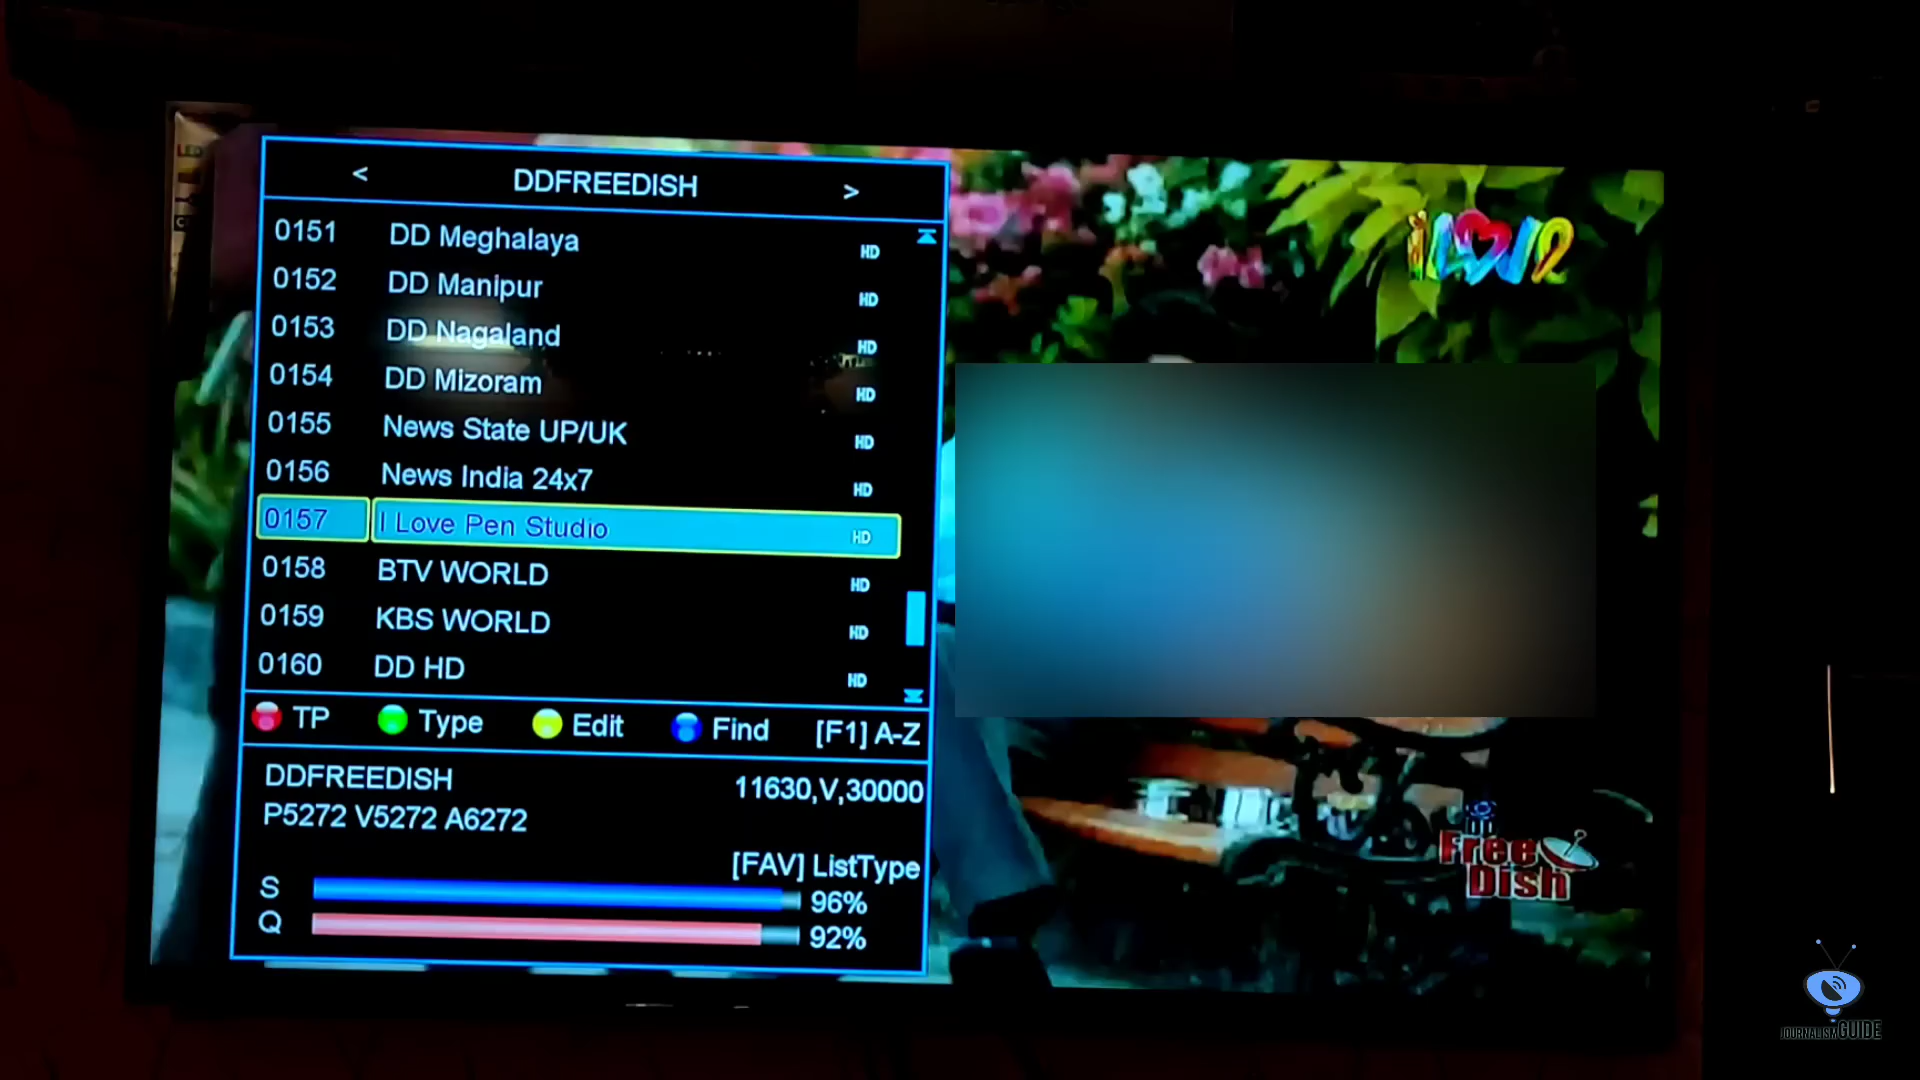 < DDFREEDISH >
0151 DD Meghalaya HD
0152 DD Manipur HD
0153 DD Nagaland HD
0154 DD Mizoram HD
0155 News State UP/UK HD
0156 News India 24x7 HD
0157 I Love Pen Studio HD
0158 BTV WORLD HD
0159 KBS WORLD HD
0160 DD HD HD
TP Type Edit Find [F1] A-Z
DDFREEDISH 11630,V,30000
P5272 V5272 A6272
[FAV] ListType
S 96%
Q 92%
iLOVE
Free
Dish
JOURNALISMGUIDE
LED